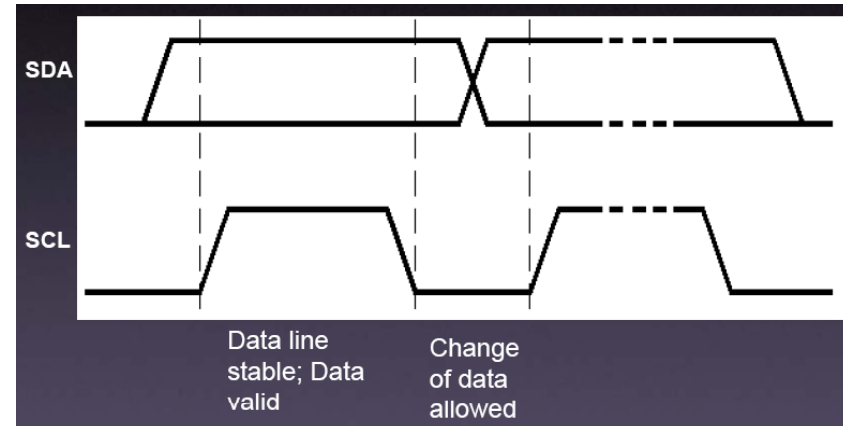 SDA
SCL
Data line
stable; Data
valid
Change
of data
allowed